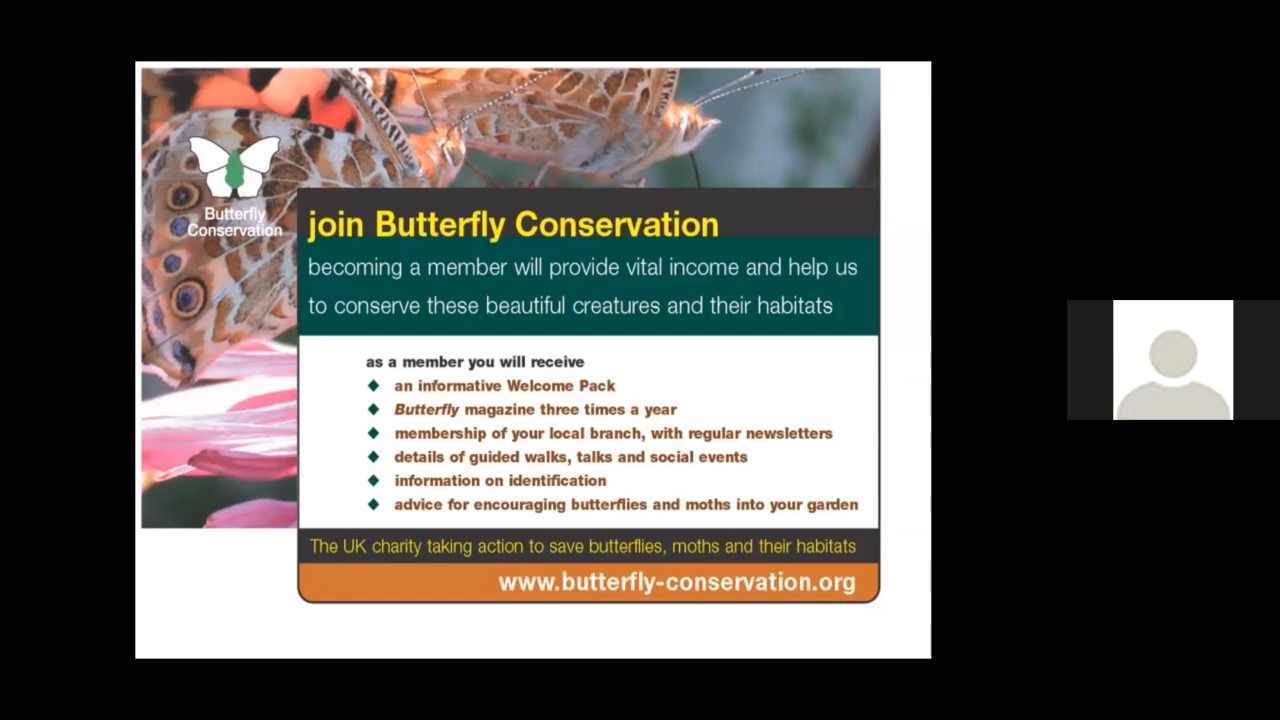 Butterfly
Conservation
join Butterfly Conservation
becoming a member will provide vital income and help us
to conserve these beautiful creatures and their habitats
as a member you will receive
an informative Welcome Pack
Butterfly magazine three times a year
membership of your local branch, with regular newsletters
details of guided walks, talks and social events
information on identification
advice for encouraging butterflies and moths into your garden
The UK charity taking action to save butterflies, moths and their habitats
www.butterfly-conservation.org